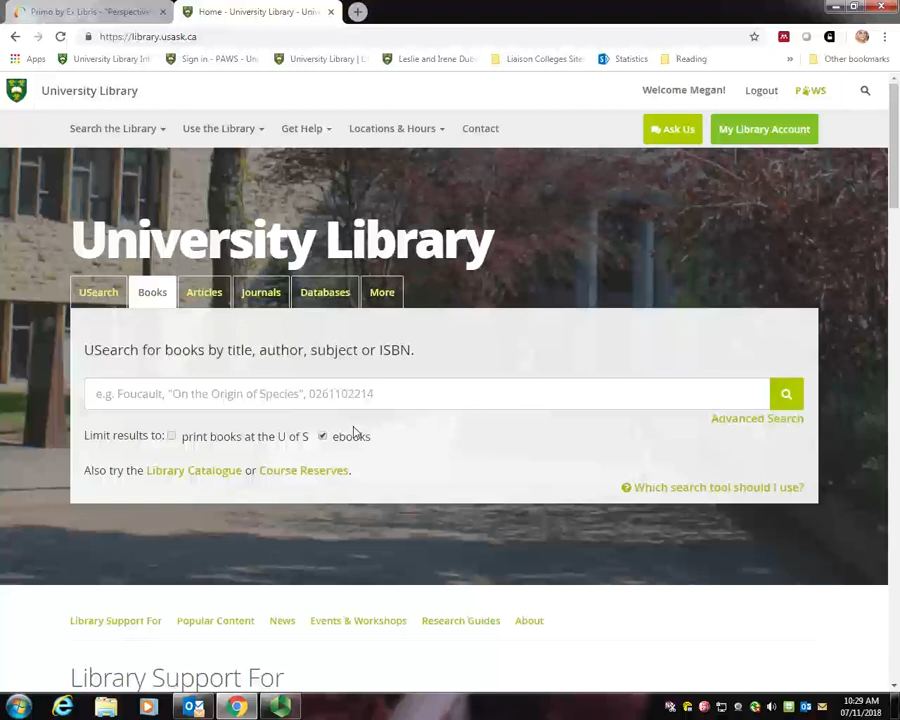 Primo by Ex Libris - "Perspective
Home - University Library - Univ
https://library.usask.ca
Apps
University Library Int
Sign in - PAWS - Un
University Library | L
Leslie and Irene Dub
Liaison Colleges Site
Statistics
Reading
»
Other bookmarks
University Library
Welcome Megan!
Logout
PAWS
Search the Library
Use the Library
Get Help
Locations & Hours
Contact
Ask Us
My Library Account
University Library
USearch
Books
Articles
Journals
Databases
More
USearch for books by title, author, subject or ISBN.
e.g. Foucault, "On the Origin of Species", 0261102214
Advanced Search
Limit results to: print books at the U of S ebooks
Also try the Library Catalogue or Course Reserves.
Which search tool should I use?
Library Support For
Popular Content
News
Events & Workshops
Research Guides
About
Library Support For
10:29 AM
07/11/2018